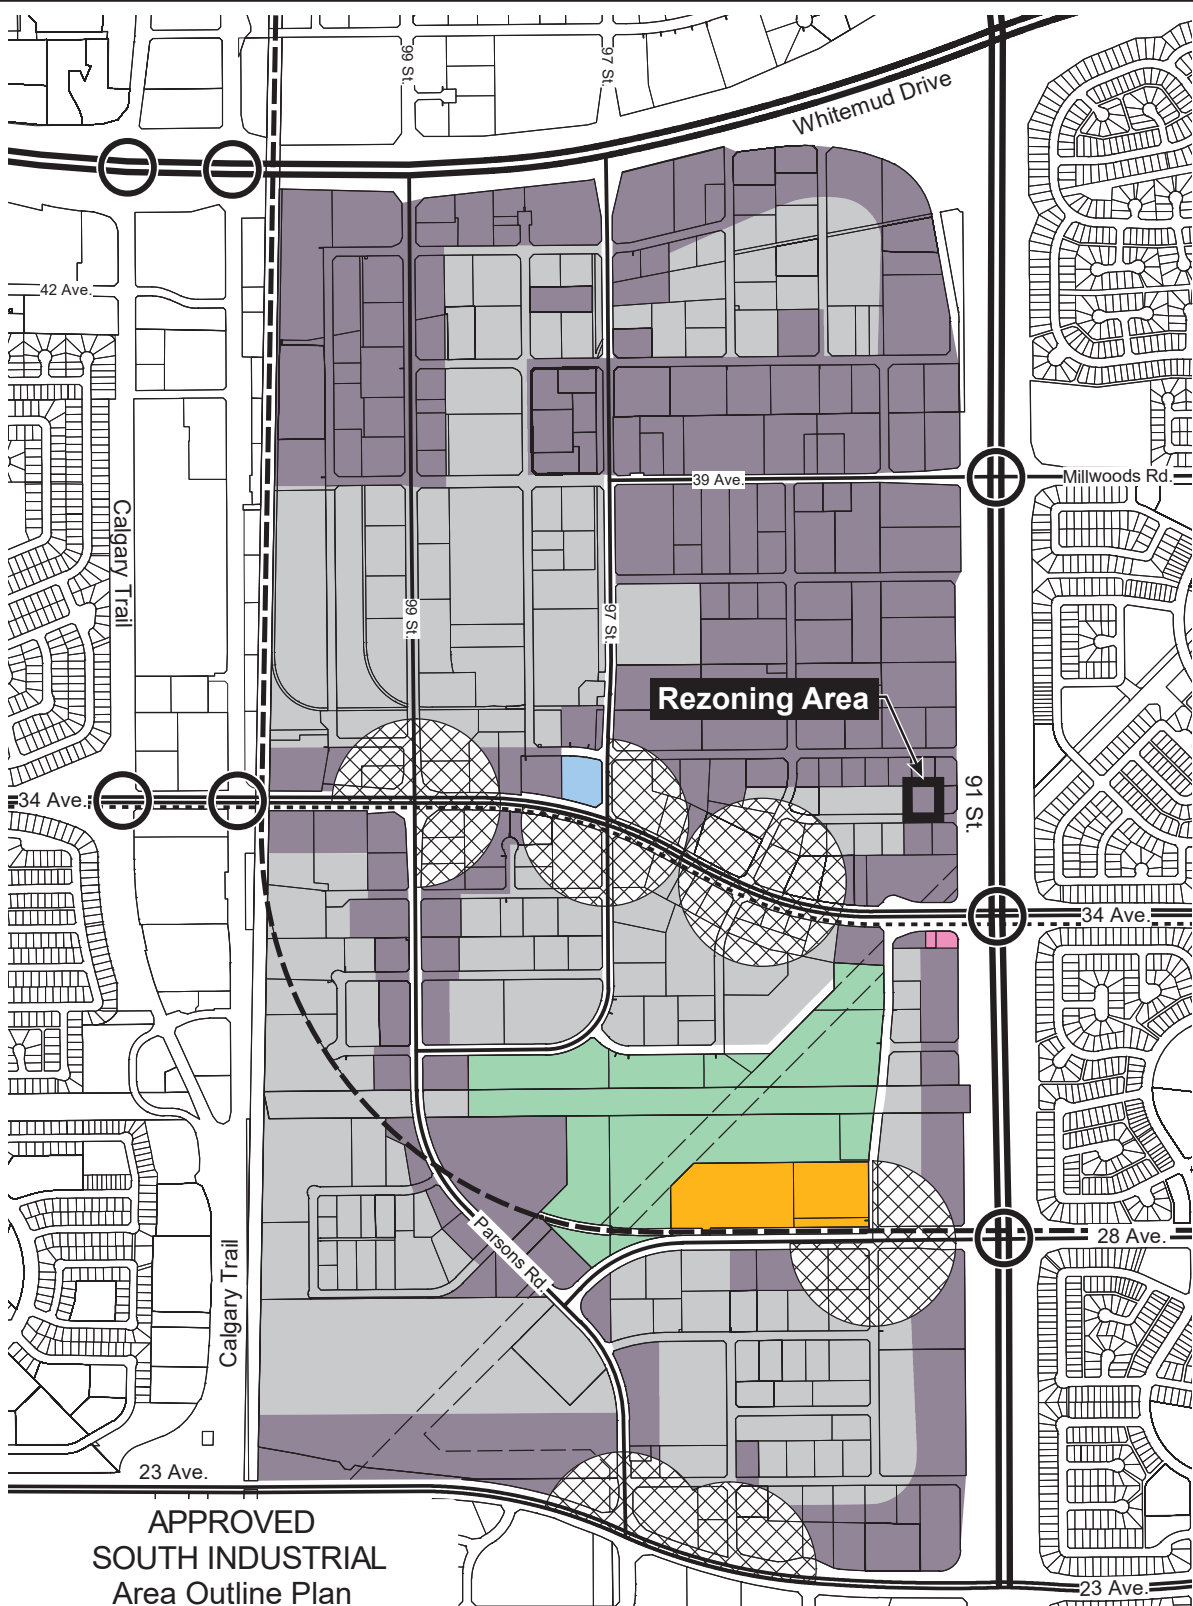 99 St.
97 St.
Whitemud Drive
42 Ave.
39 Ave.
Millwoods Rd.
Calgary Trail
99 St.
97 St.
Rezoning Area
34 Ave.
91 St.
34 Ave.
28 Ave.
Parsons Rd.
Calgary Trail
23 Ave.
APPROVED
SOUTH INDUSTRIAL
Area Outline Plan
23 Ave.